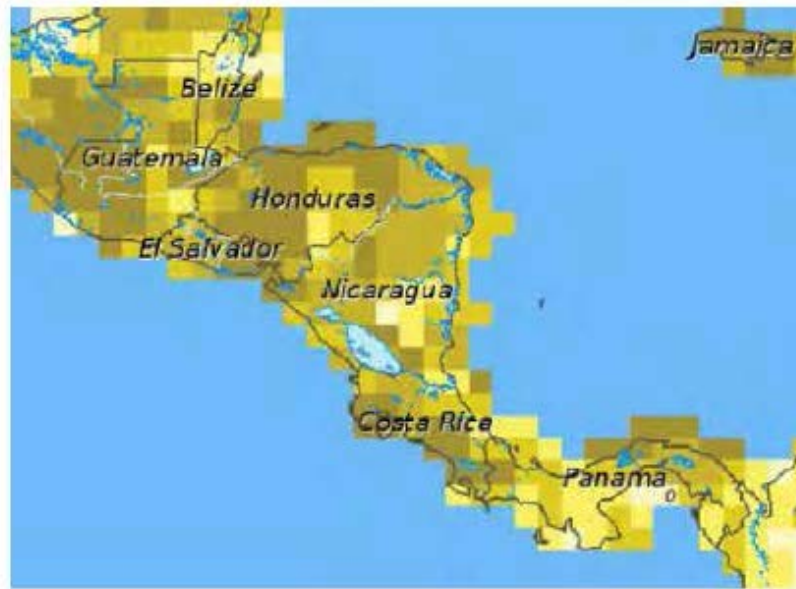 Jamaica
Belize
Guatemala
Honduras
El Salvador
Nicaragua
Costa Rica
Panama